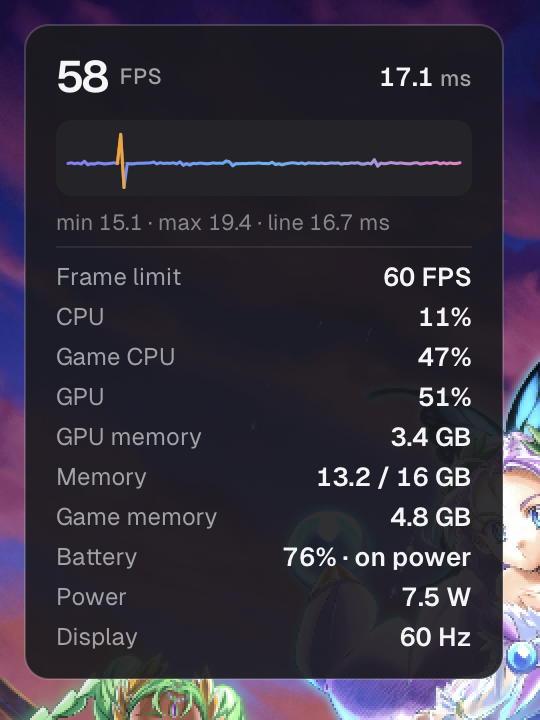 58 FPS 17.1 ms
min 15.1 · max 19.4 · line 16.7 ms
Frame limit 60 FPS
CPU 11%
Game CPU 47%
GPU 51%
GPU memory 3.4 GB
Memory 13.2 / 16 GB
Game memory 4.8 GB
Battery 76% · on power
Power 7.5 W
Display 60 Hz